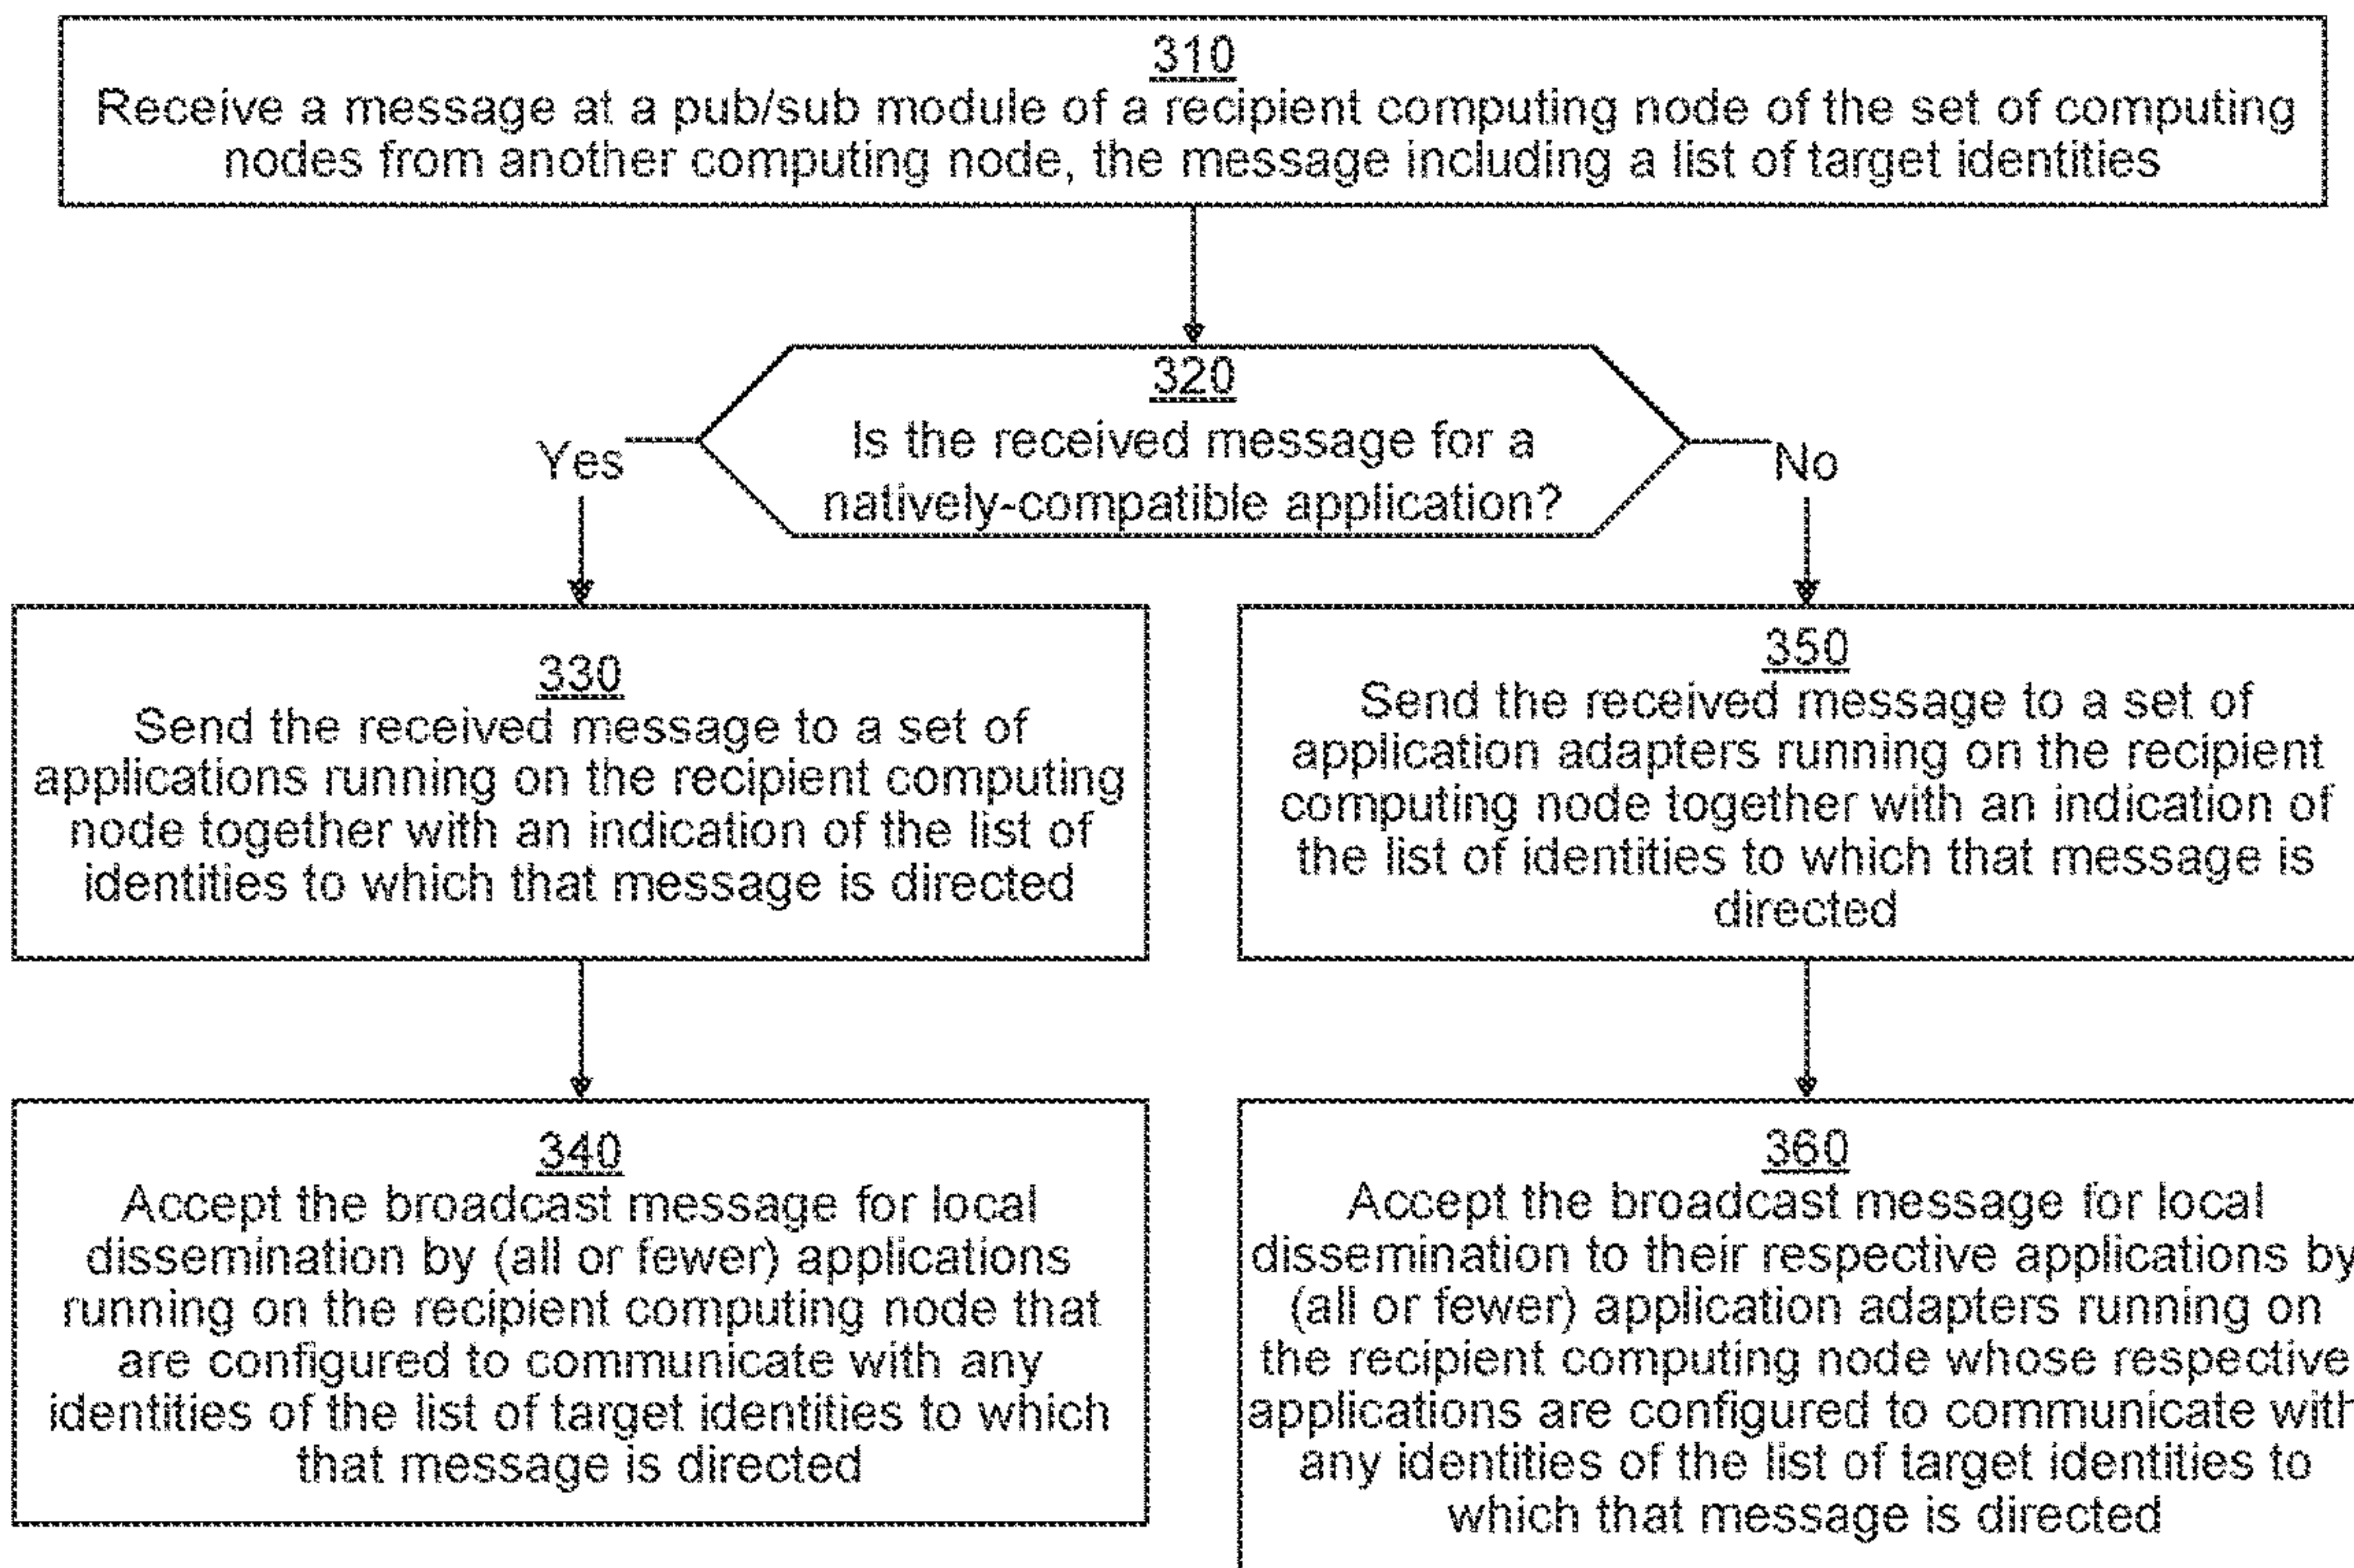 310
Receive a message at a pub/sub module of a recipient computing node of the set of computing
nodes from another computing node, the message including a list of target identities
320
Is the received message for a
natively-compatible application?
Yes
No
330
Send the received message to a set of
applications running on the recipient computing
node together with an indication of the list of
identities to which that message is directed
350
Send the received message to a set of
application adapters running on the recipient
computing node together with an indication of
the list of identities to which that message is
directed
340
Accept the broadcast message for local
dissemination by (all or fewer) applications
running on the recipient computing node that
are configured to communicate with any
identities of the list of target identities to which
that message is directed
360
Accept the broadcast message for local
dissemination to their respective applications by
(all or fewer) application adapters running on
the recipient computing node whose respective
applications are configured to communicate with
any identities of the list of target identities to
which that message is directed